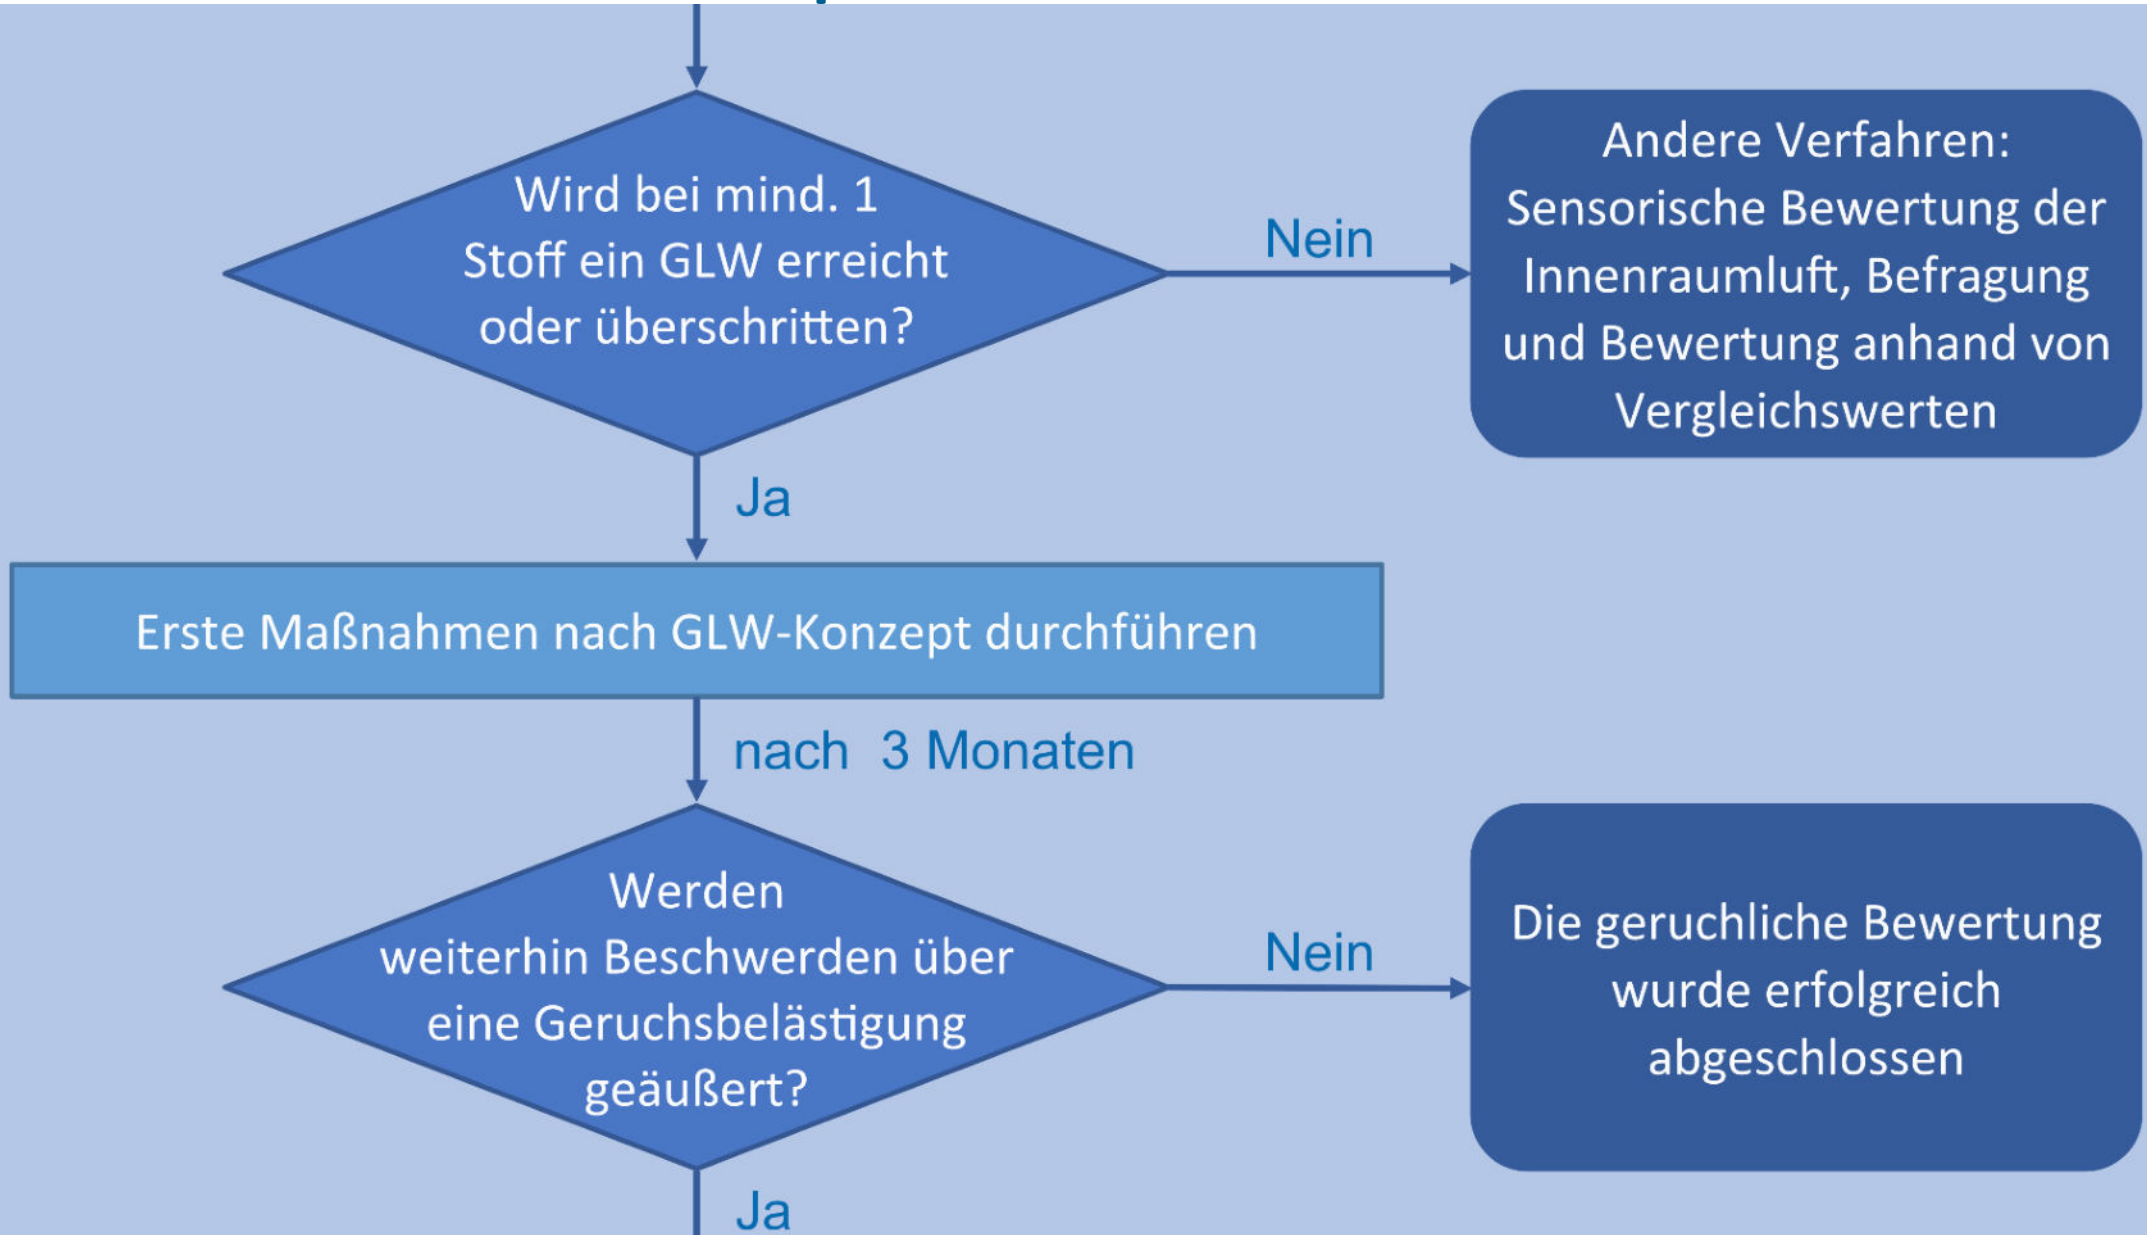 Wird bei mind. 1
Stoff ein GLW erreicht
oder überschritten?
Nein
Andere Verfahren:
Sensorische Bewertung der
Innenraumluft, Befragung
und Bewertung anhand von
Vergleichswerten
Ja
Erste Maßnahmen nach GLW-Konzept durchführen
nach  3 Monaten
Werden
weiterhin Beschwerden über
eine Geruchsbelästigung
geäußert?
Nein
Die geruchliche Bewertung
wurde erfolgreich
abgeschlossen
Ja